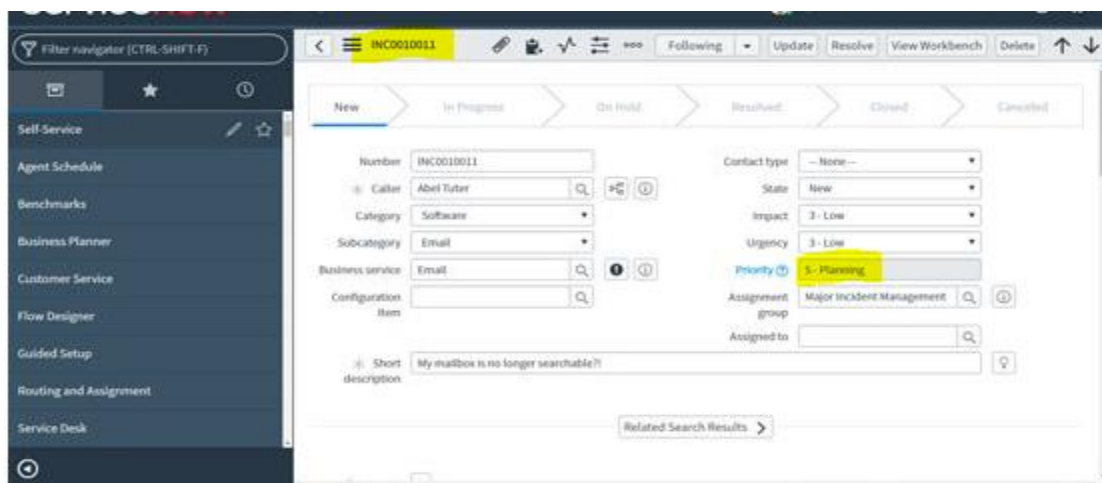 Filter navigator (CTRL-SHIFT-F)
INC0010011
Following
Update
Resolve
View Workbench
Delete
Self-Service
Agent Schedule
Benchmarks
Business Planner
Customer Service
Flow Designer
Guided Setup
Routing and Assignment
Service Desk
New
In Progress
On Hold
Resolved
Closed
Canceled
Number INC0010011
Caller Abel Tuter
Category Software
Subcategory Email
Business service Email
Configuration
item
Contact type -- None --
State New
Impact 3 - Low
Urgency 3 - Low
Priority 5 - Planning
Assignment Major Incident Management
group
Assigned to
Short My mailbox is no longer searchable?!
description
Related Search Results